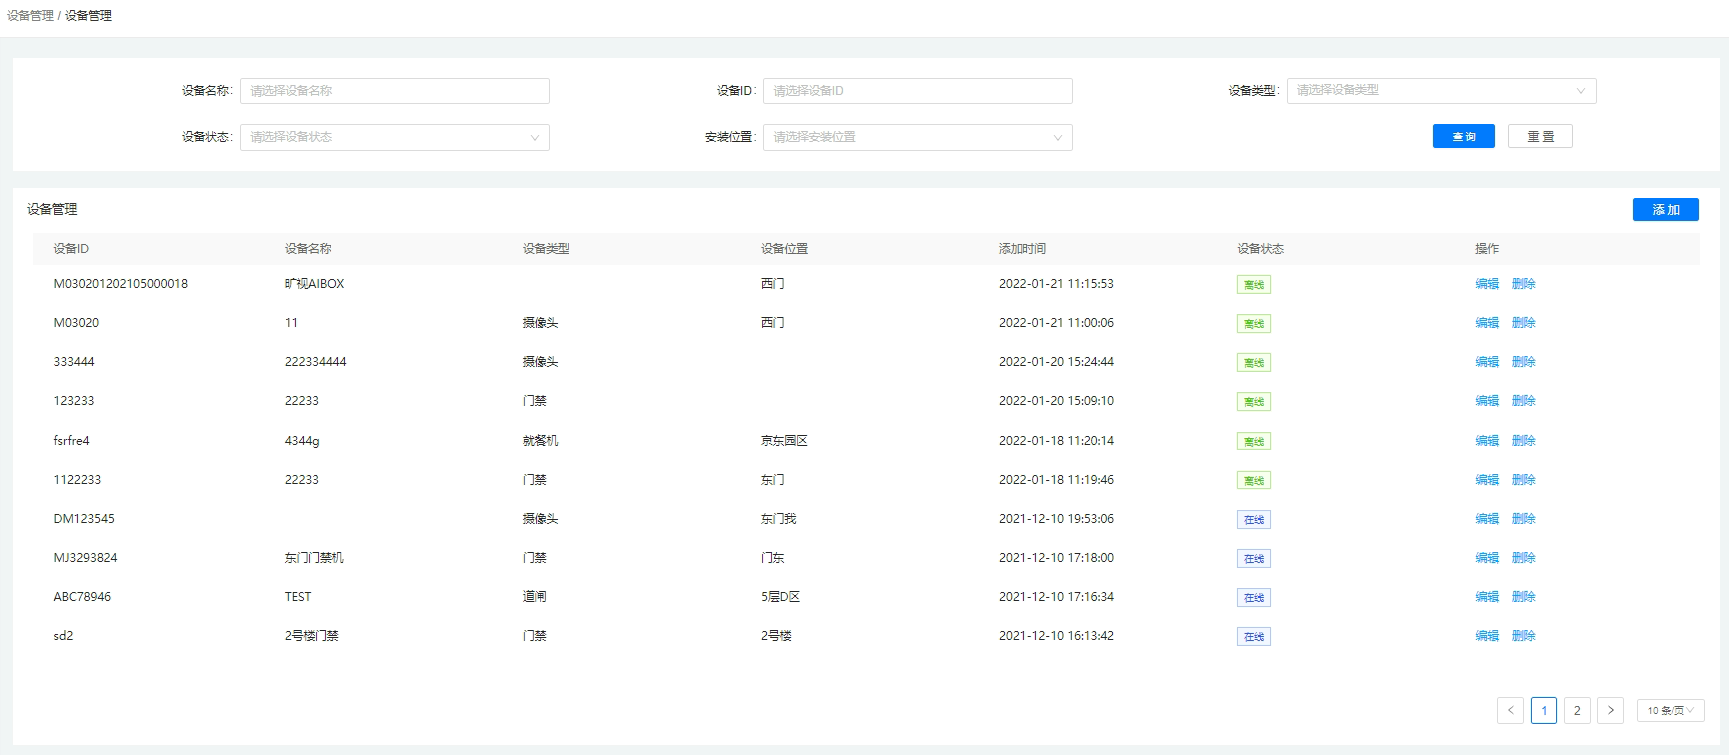 设备管理 / 设备管理
设备名称: 请选择设备名称 设备ID: 请选择设备ID 设备类型: 请选择设备类型
设备状态: 请选择设备状态 安装位置: 请选择安装位置 查 询 重 置
设备管理 添 加
设备ID 设备名称 设备类型 设备位置 添加时间 设备状态 操作
M030201202105000018 旷视AIBOX 西门 2022-01-21 11:15:53 离线 编辑 删除
M03020 11 摄像头 西门 2022-01-21 11:00:06 离线 编辑 删除
333444 222334444 摄像头 2022-01-20 15:24:44 离线 编辑 删除
123233 22233 门禁 2022-01-20 15:09:10 离线 编辑 删除
fsrfre4 4344g 就餐机 京东园区 2022-01-18 11:20:14 离线 编辑 删除
1122233 22233 门禁 东门 2022-01-18 11:19:46 离线 编辑 删除
DM123545 摄像头 东门我 2021-12-10 19:53:06 在线 编辑 删除
MJ3293824 东门门禁机 门禁 门东 2021-12-10 17:18:00 在线 编辑 删除
ABC78946 TEST 道闸 5层D区 2021-12-10 17:16:34 在线 编辑 删除
sd2 2号楼门禁 门禁 2号楼 2021-12-10 16:13:42 在线 编辑 删除
< 1 2 > 10 条/页